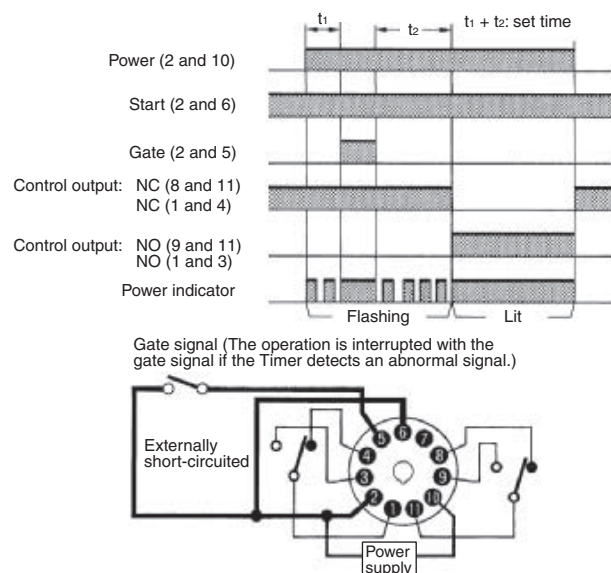 t₁
t₂
t₁ + t₂: set time
Power (2 and 10)
Start (2 and 6)
Gate (2 and 5)
Control output: NC (8 and 11)
NC (1 and 4)
Control output: NO (9 and 11)
NO (1 and 3)
Power indicator
Flashing
Lit
Gate signal (The operation is interrupted with the
gate signal if the Timer detects an abnormal signal.)
Externally
short-circuited
5
6
7
4
8
3
9
2
10
1
11
Power
supply